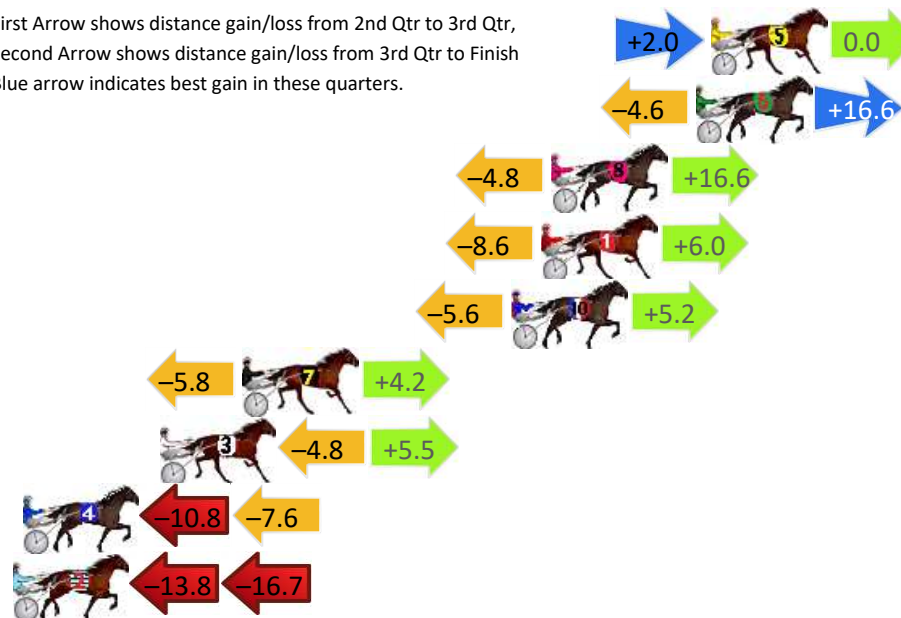 irst Arrow shows distance gain/loss from 2nd Qtr to 3rd Qtr,
econd Arrow shows distance gain/loss from 3rd Qtr to Finish
lue arrow indicates best gain in these quarters.
+2.0 5 0.0
−4.6 6 +16.6
−4.8 8 +16.6
−8.6 1 +6.0
−5.6 10 +5.2
−5.8 7 +4.2
3 −4.8 +5.5
4 −10.8 −7.6
2 −13.8 −16.7